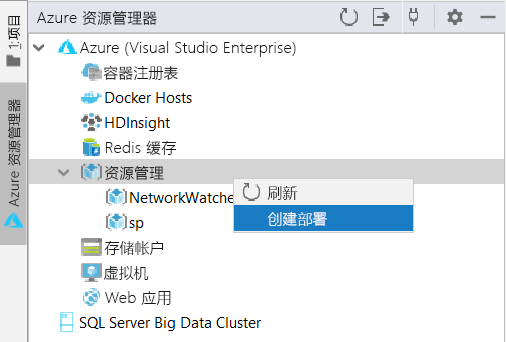 1:项目
Azure 资源管理器
Azure 资源管理器
Azure (Visual Studio Enterprise)
容器注册表
Docker Hosts
HDInsight
Redis 缓存
资源管理
NetworkWatche
刷新
创建部署
sp
存储帐户
虚拟机
Web 应用
SQL Server Big Data Cluster